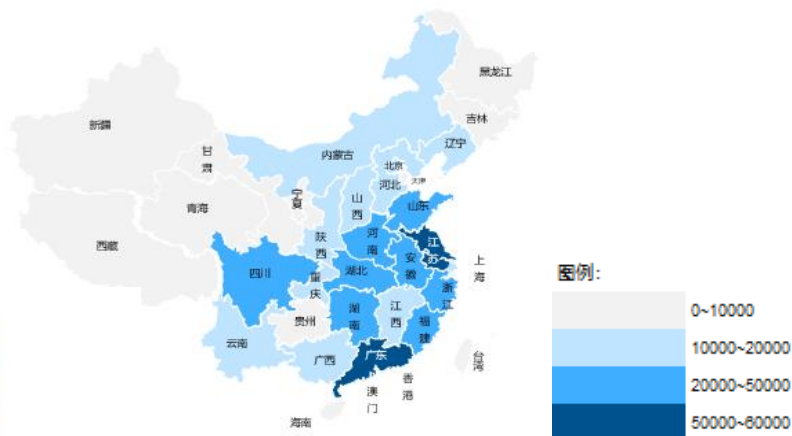 黑龙江
吉林
新疆
辽宁
内蒙古
甘肃
北京
天津
河北
宁夏
山西
青海
山东
陕西
河南
江苏
西藏
安徽
上海
四川
湖北
重庆
浙江
湖南
江西
贵州
福建
云南
广东
广西
台湾
香港
澳门
海南
图例：
0~10000
10000~20000
20000~50000
50000~60000